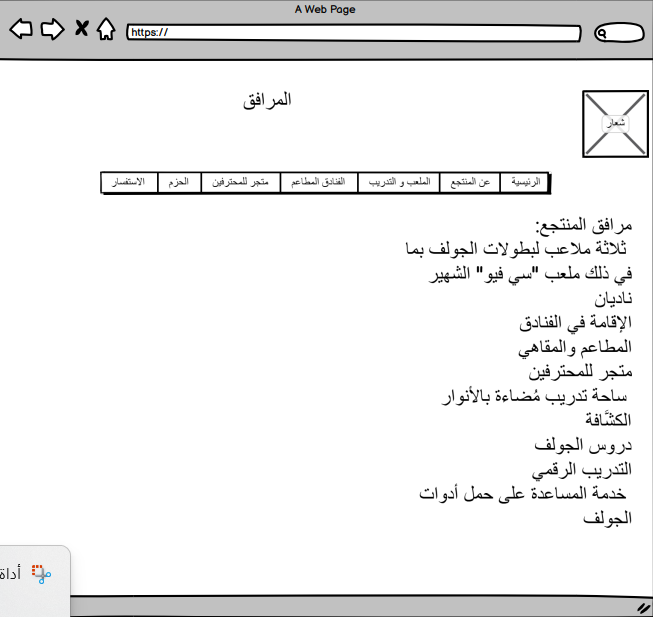 A Web Page
https://
المرافق
شعار
الرئيسية
عن المنتجع
الملعب و التدريب
الفنادق المطاعم
متجر للمحترفين
الحزم
الاستفسار
مرافق المنتجع:
ثلاثة ملاعب لبطولات الجولف بما
في ذلك ملعب "سي فيو" الشهير
ناديان
الإقامة في الفنادق
المطاعم والمقاهي
متجر للمحترفين
ساحة تدريب مُضاءة بالأنوار
الكشَّافة
دروس الجولف
التدريب الرقمي
خدمة المساعدة على حمل أدوات
الجولف
أداة